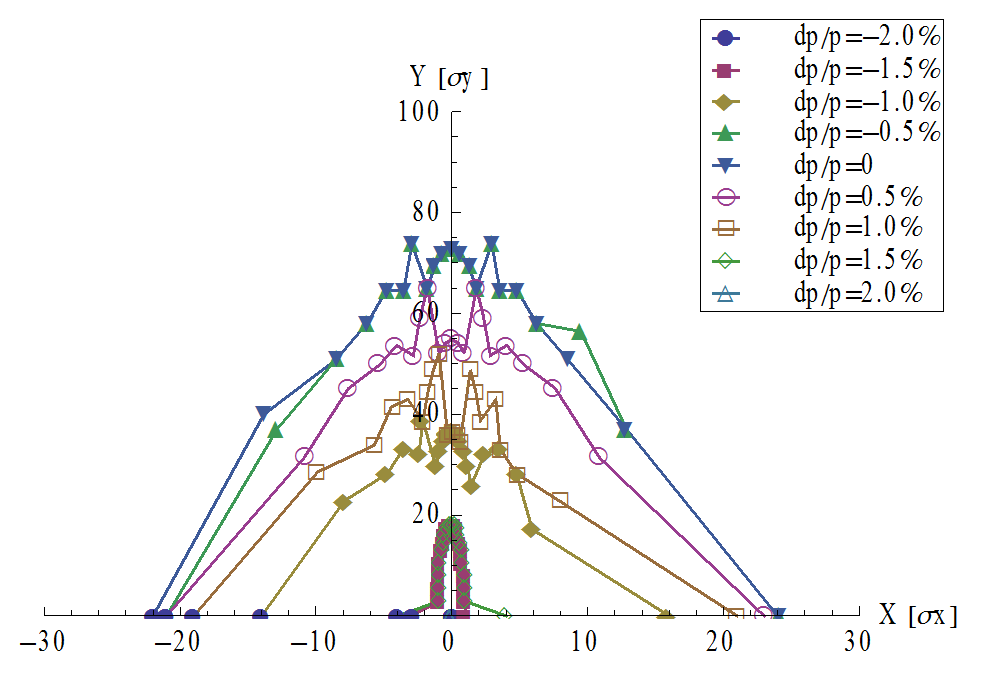 dp/p=−2.0%
dp/p=−1.5%
dp/p=−1.0%
dp/p=−0.5%
dp/p=0
dp/p=0.5%
dp/p=1.0%
dp/p=1.5%
dp/p=2.0%
Y [σy]
100
80
60
40
20
−30 −20 −10 0 10 20 30
X [σx]